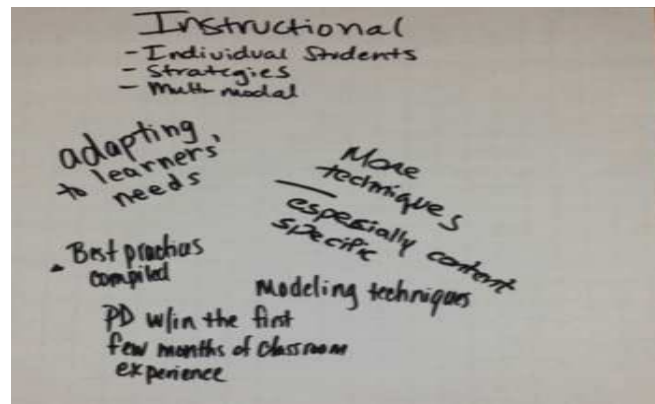 Instructional
- Individual Students
- Strategies
- Multi-modal
adapting
to learners'
needs
More
techniques
— especially content
specific
- Best practices
compiled
Modeling techniques
PD w/in the first
few months of classroom
experience